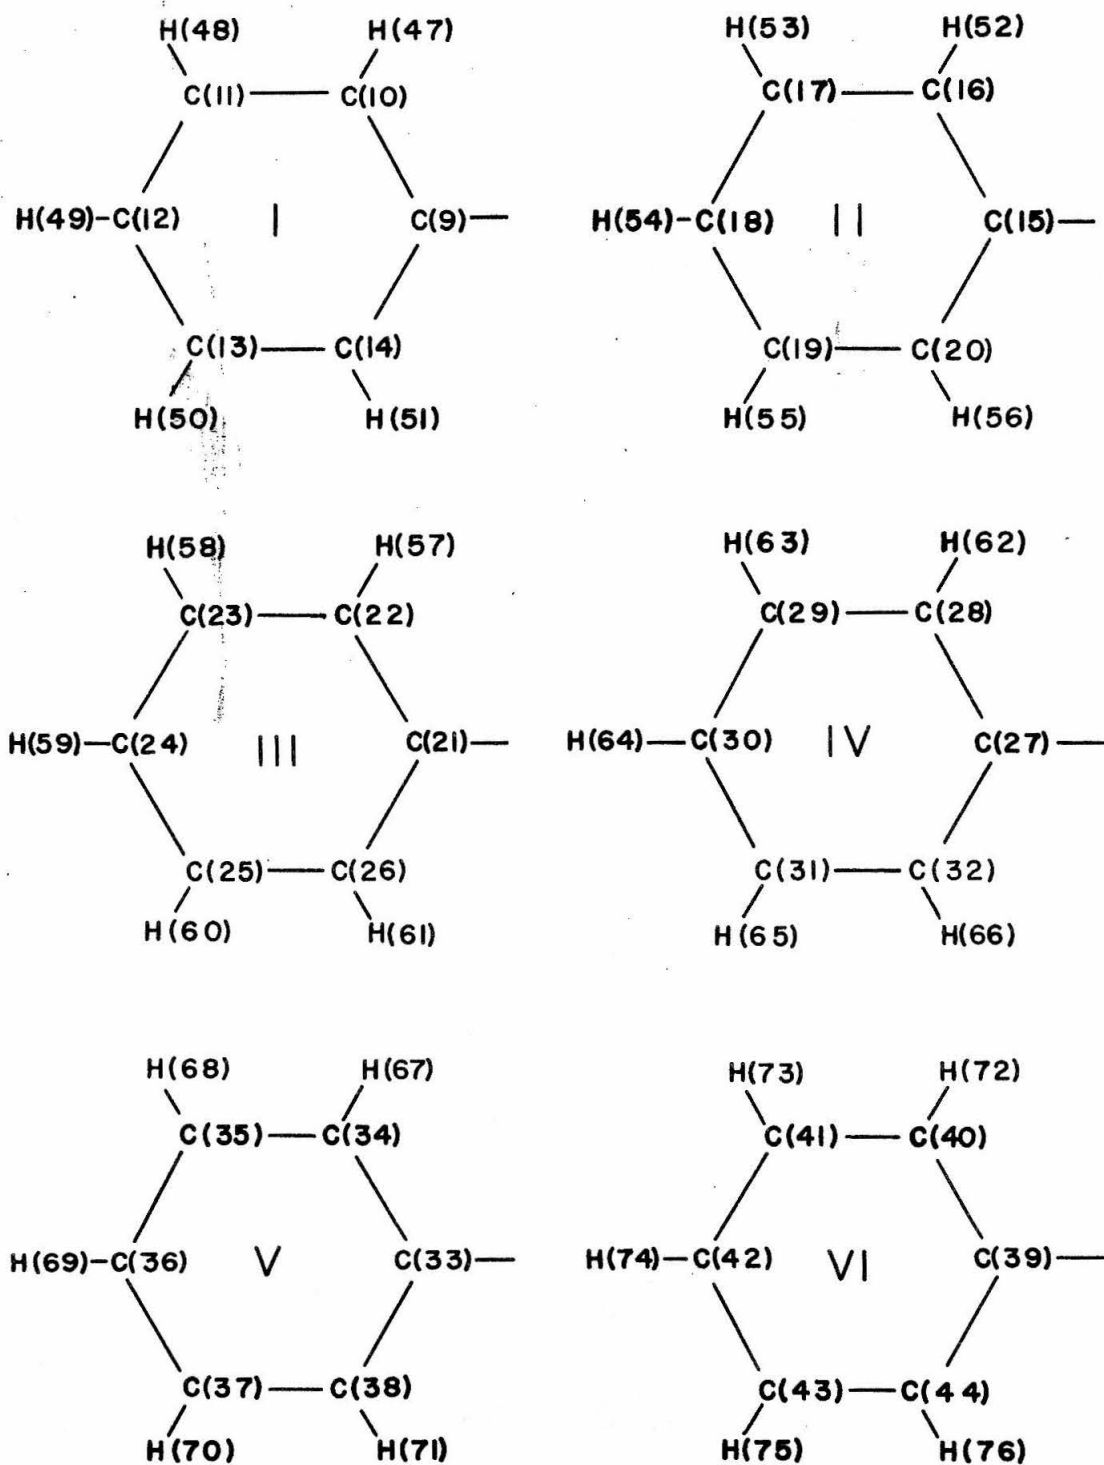 H(48) H(47) H(53) H(52)
C(11) C(10) C(17) C(16)
H(49)-C(12) I C(9)- H(54)-C(18) II C(15)-
C(13) C(14) C(19) C(20)
H(50) H(51) H(55) H(56)
H(58) H(57) H(63) H(62)
C(23) C(22) C(29) C(28)
H(59)-C(24) III C(21)- H(64)-C(30) IV C(27)-
C(25) C(26) C(31) C(32)
H(60) H(61) H(65) H(66)
H(68) H(67) H(73) H(72)
C(35) C(34) C(41) C(40)
H(69)-C(36) V C(33)- H(74)-C(42) VI C(39)-
C(37) C(38) C(43) C(44)
H(70) H(71) H(75) H(76)